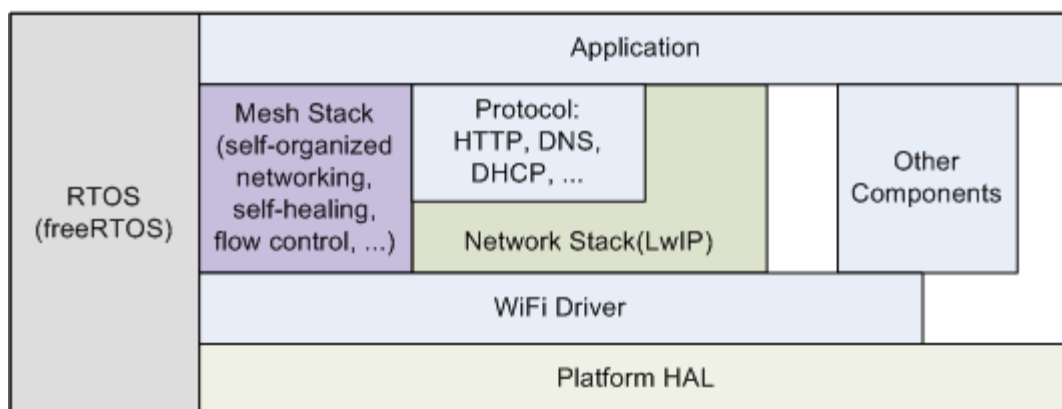 Application
Mesh Stack
(self-organized
networking,
self-healing,
flow control, ...)
Protocol:
HTTP, DNS,
DHCP, ...
Other
Components
RTOS
(freeRTOS)
Network Stack(LwIP)
WiFi Driver
Platform HAL